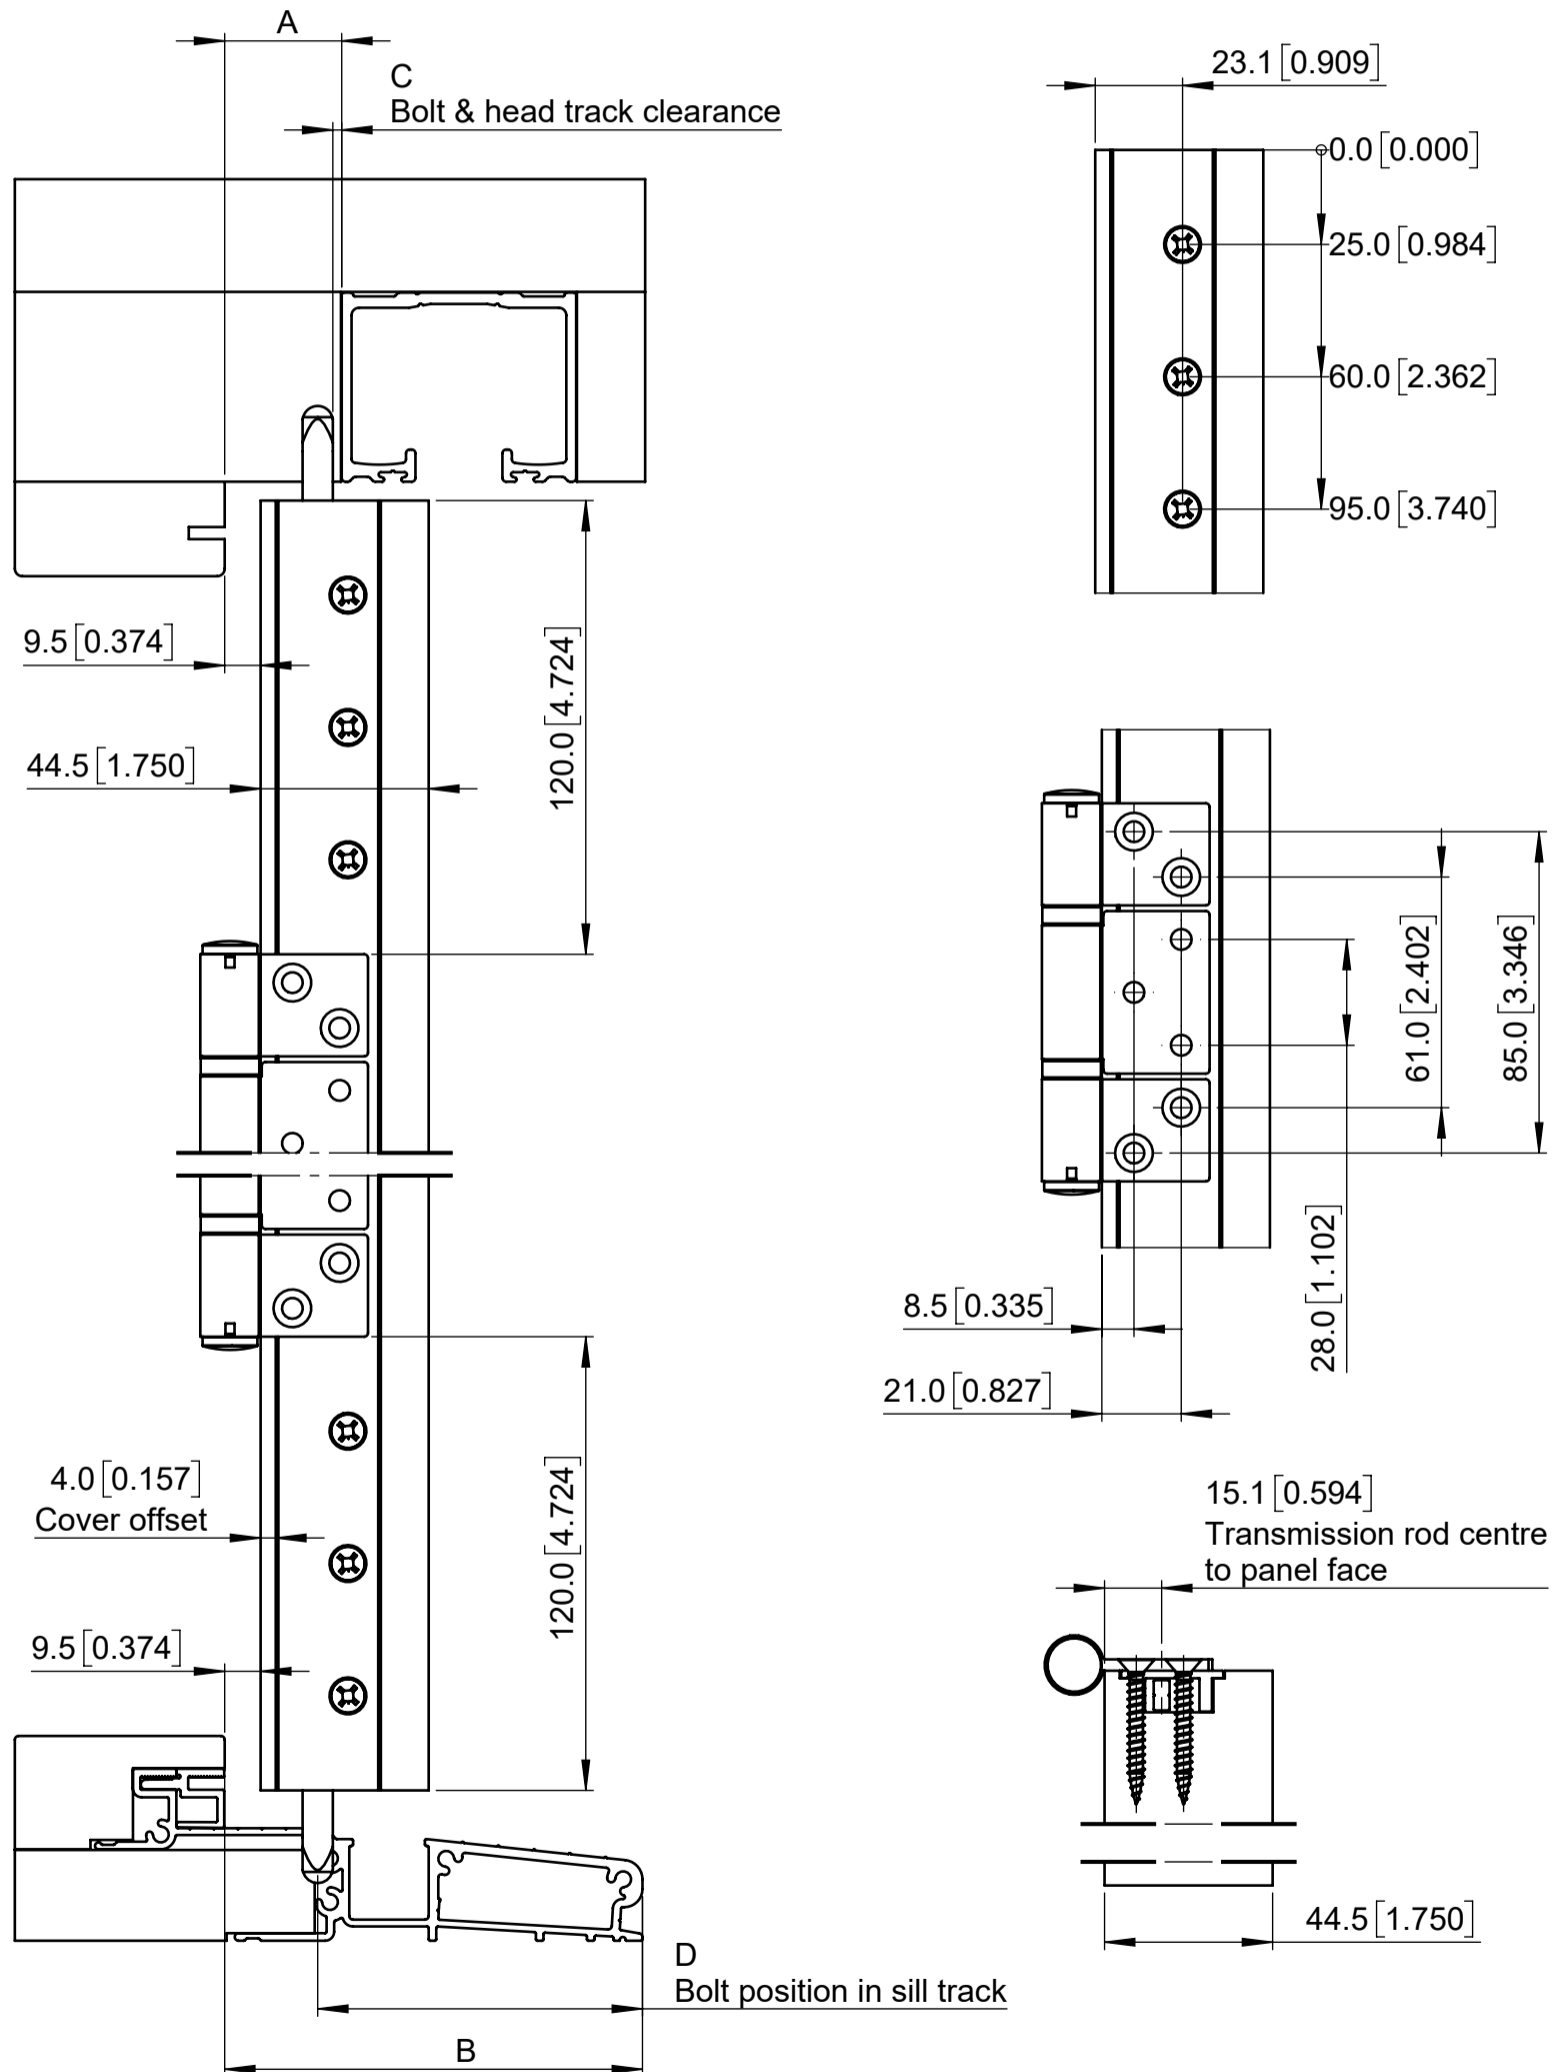 A
C
Bolt & head track clearance
23.1[0.909]
0.0[0.000]
25.0[0.984]
60.0[2.362]
95.0[3.740]
9.5[0.374]
120.0[4.724]
44.5[1.750]
61.0[2.402]
85.0[3.346]
28.0[1.102]
8.5[0.335]
21.0[0.827]
4.0[0.157]
Cover offset
120.0[4.724]
15.1[0.594]
Transmission rod centre
to panel face
9.5[0.374]
44.5[1.750]
D
Bolt position in sill track
B